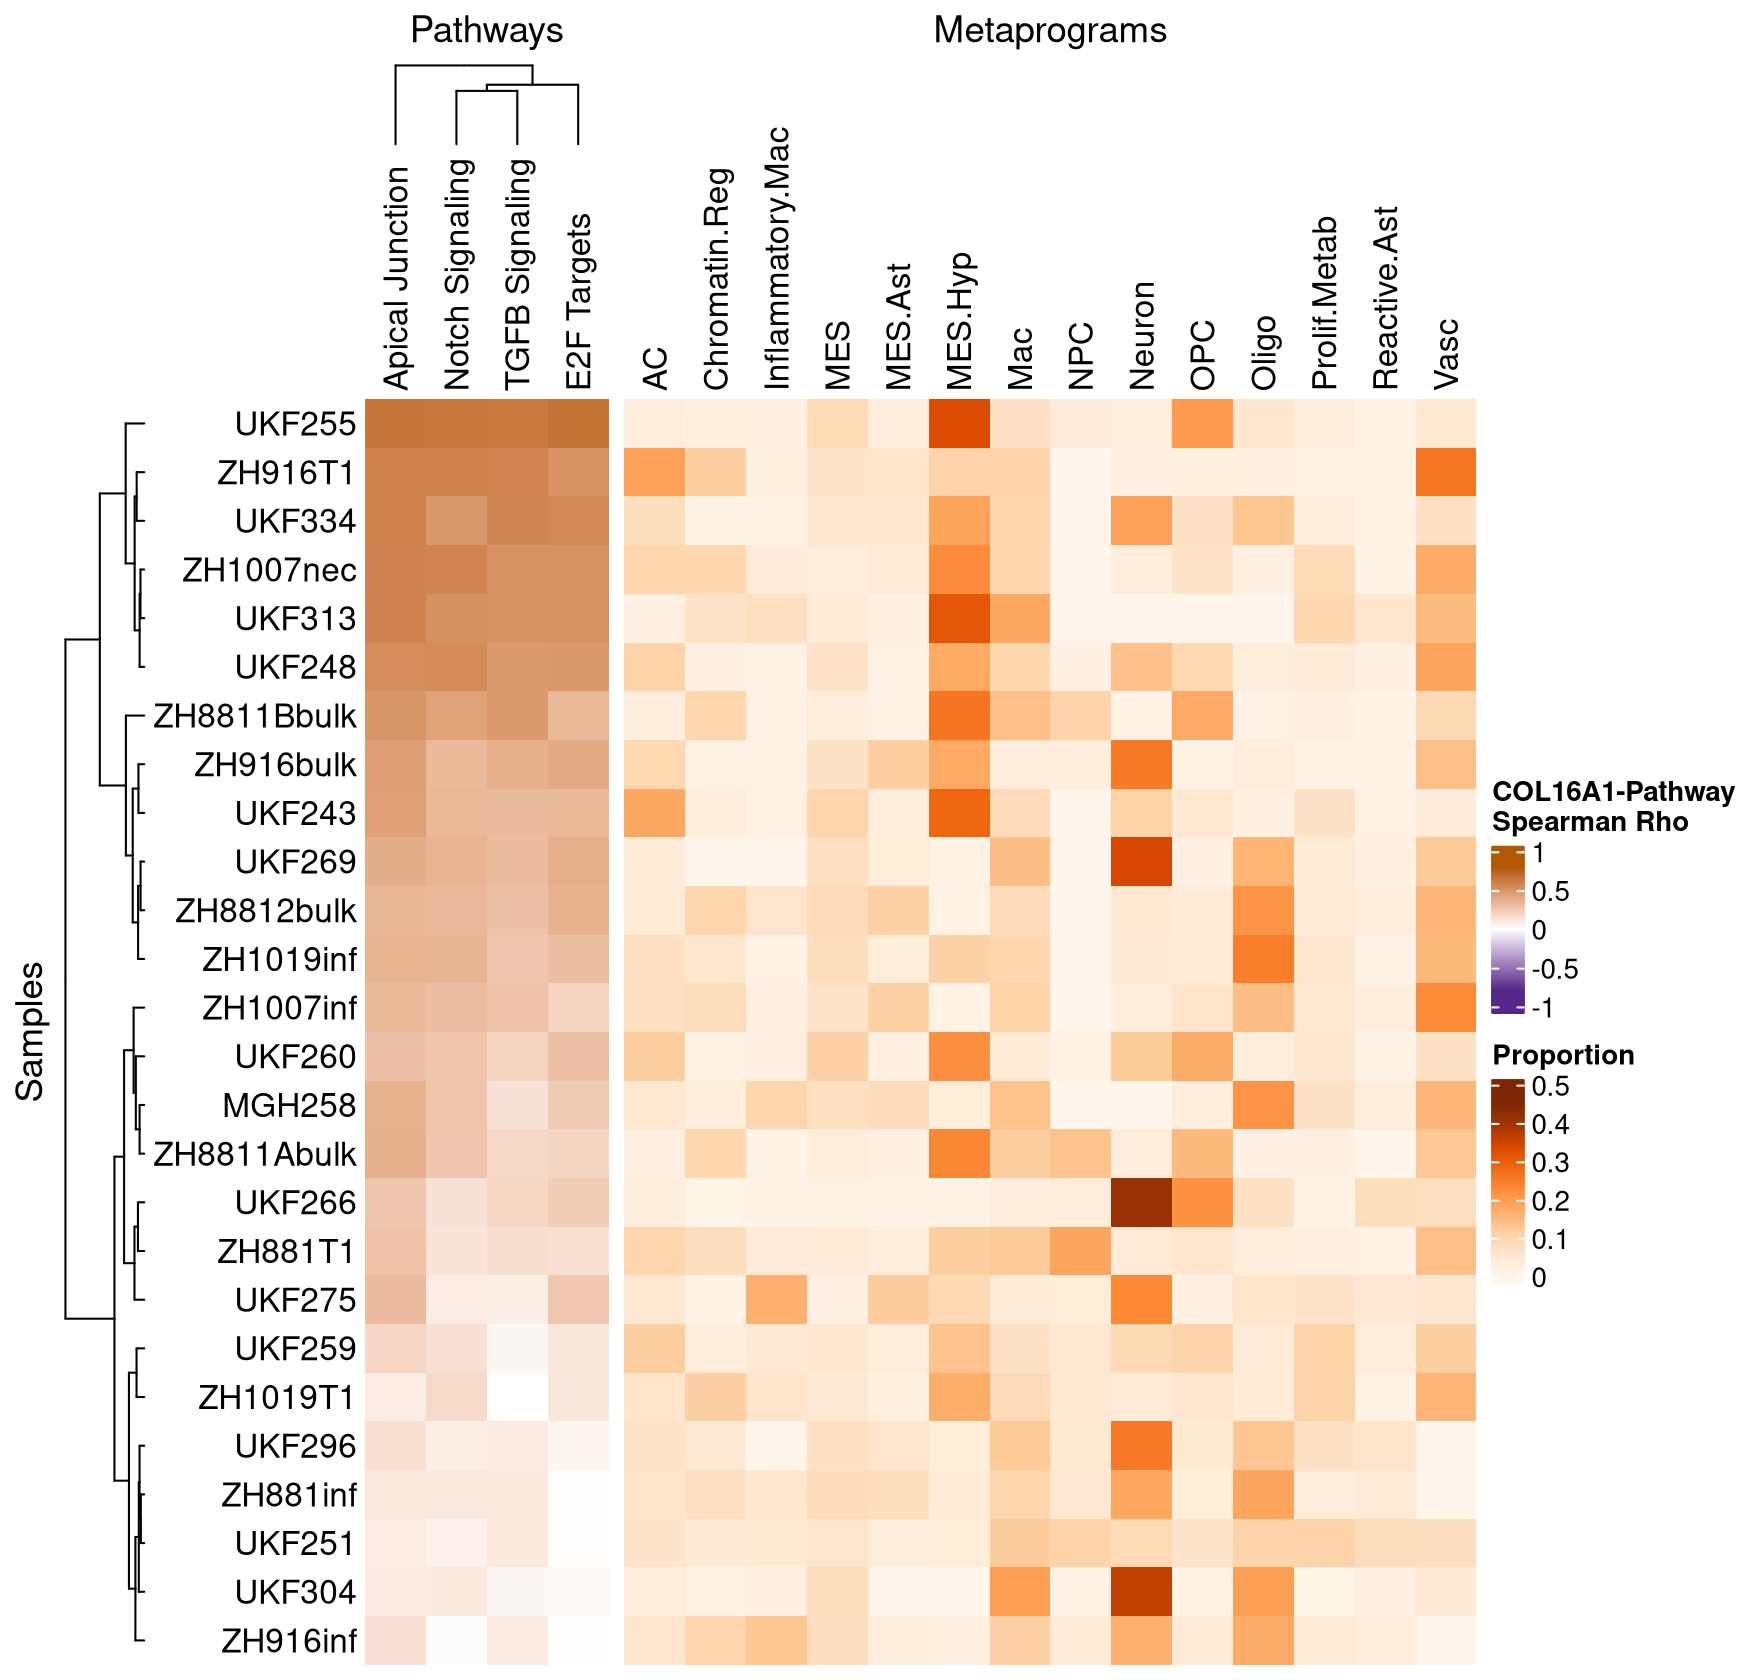 Pathways
Metaprograms
Apical Junction
Notch Signaling
TGFB Signaling
E2F Targets
AC
Chromatin.Reg
Inflammatory.Mac
MES
MES.Ast
MES.Hyp
Mac
NPC
Neuron
OPC
Oligo
Prolif.Metab
Reactive.Ast
Vasc
Samples
UKF255
ZH916T1
UKF334
ZH1007nec
UKF313
UKF248
ZH8811Bbulk
ZH916bulk
UKF243
UKF269
ZH8812bulk
ZH1019inf
ZH1007inf
UKF260
MGH258
ZH8811Abulk
UKF266
ZH881T1
UKF275
UKF259
ZH1019T1
UKF296
ZH881inf
UKF251
UKF304
ZH916inf
COL16A1-Pathway
Spearman Rho
1
0.5
0
-0.5
-1
Proportion
0.5
0.4
0.3
0.2
0.1
0